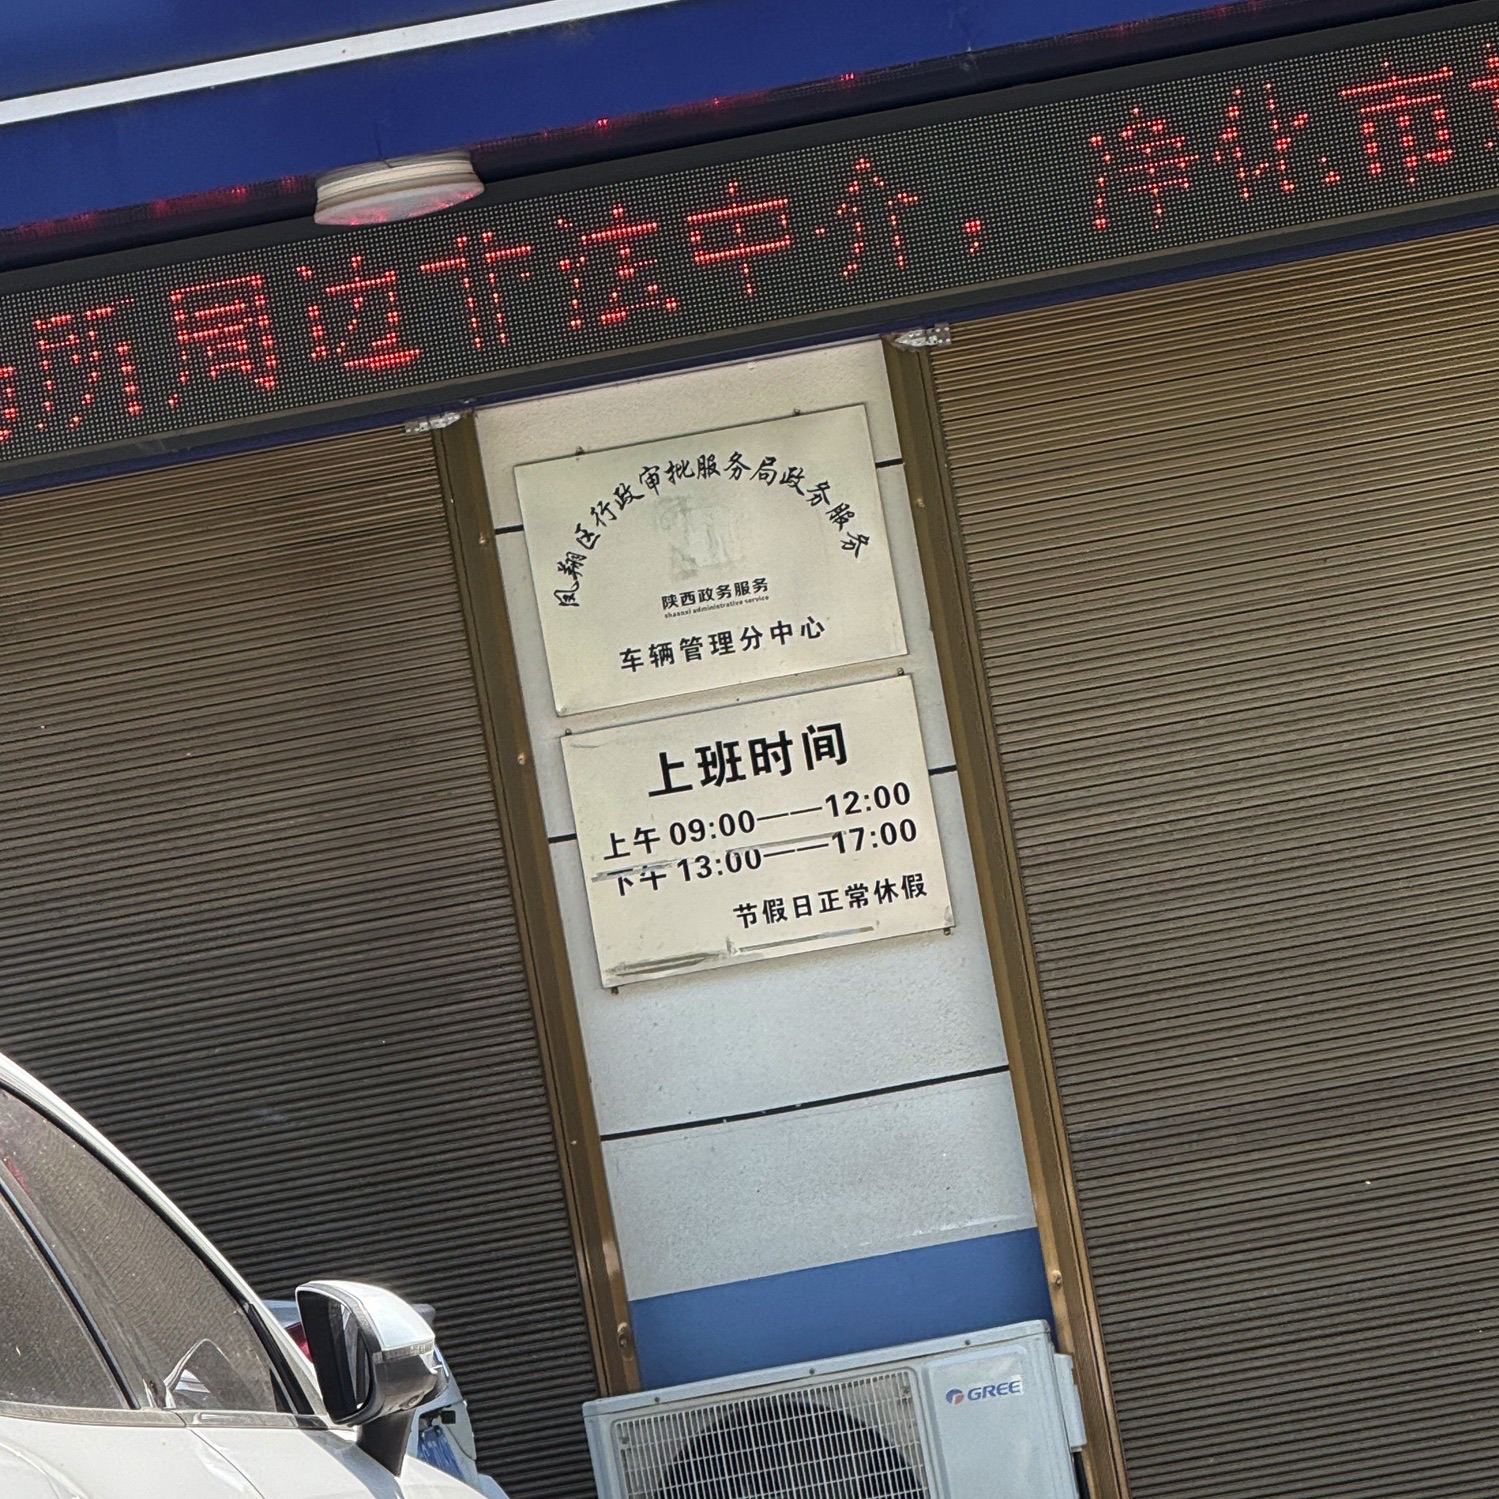 所周边非法中介，净化市
凤翔区行政审批服务局政务服务
陕西政务服务
shaanxi administrative service
车辆管理分中心
上班时间
上午 09:00——12:00
下午 13:00——17:00
节假日正常休假
GREE